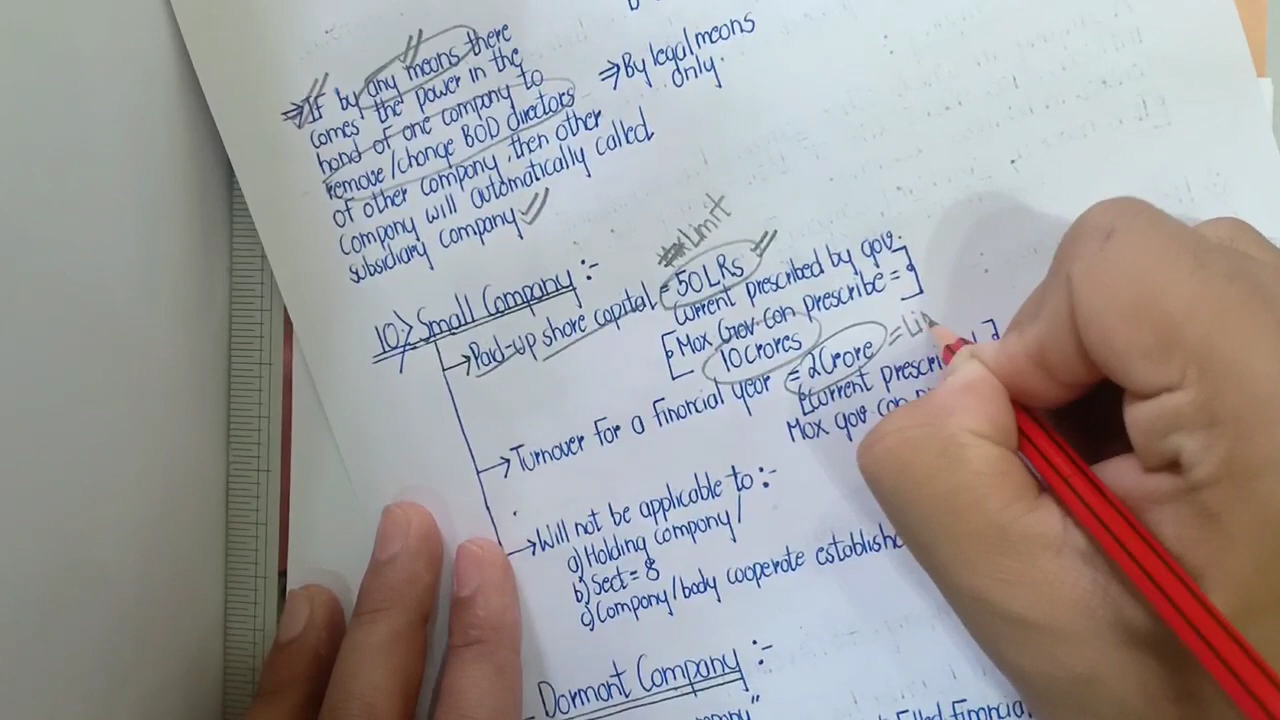 ⇒ If by any means there
comes the power in the
hand of one company to
remove/change BOD directors
of other company, then other
Company will automatically called
subsidiary company
⇒ By legal means
only.
10> Small Company :-
→ Paid-up share capital = 50LRs
Limit
Current prescribed by gov.
[Max Gov. can prescribe =]
10 Crores
→ Turnover for a financial year = 2 Crore = Li
[Current
Max gov can
→ Will not be applicable to :-
a) Holding company /
b) Sect = 8
c) Company / body cooperate
Dormant Company :-
financia